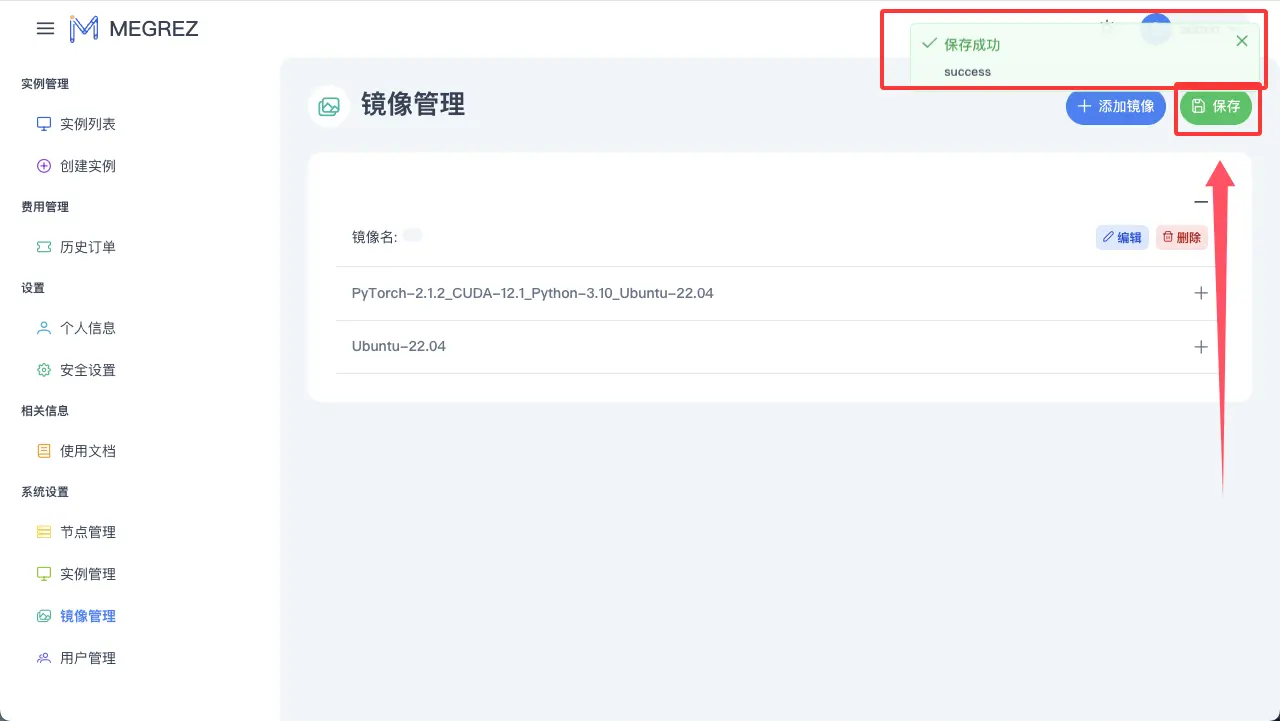 MEGREZ
保存成功
success
实例管理
实例列表
创建实例
费用管理
历史订单
设置
个人信息
安全设置
相关信息
使用文档
系统设置
节点管理
实例管理
镜像管理
用户管理
镜像管理
添加镜像
保存
镜像名:
编辑
删除
PyTorch-2.1.2_CUDA-12.1_Python-3.10_Ubuntu-22.04
Ubuntu-22.04